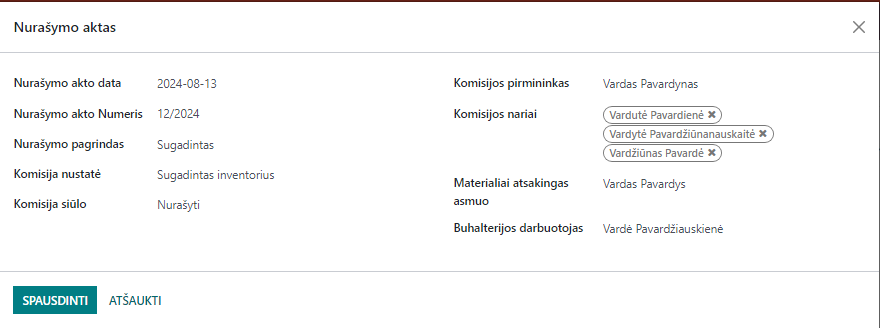 Nurašymo aktas
Nurašymo akto data 2024-08-13
Nurašymo akto Numeris 12/2024
Nurašymo pagrindas Sugadintas
Komisija nustatė Sugadintas inventorius
Komisija siūlo Nurašyti
Komisijos pirmininkas Vardas Pavardynas
Komisijos nariai Vardutė Pavardienė ✖
Vardytė Pavardžiūnanauskaitė ✖
Vardžiūnas Pavardė ✖
Materialiai atsakingas Vardas Pavardys
asmuo
Buhalterijos darbuotojas Vardė Pavardžiauskienė
SPAUSDINTI ATŠAUKTI